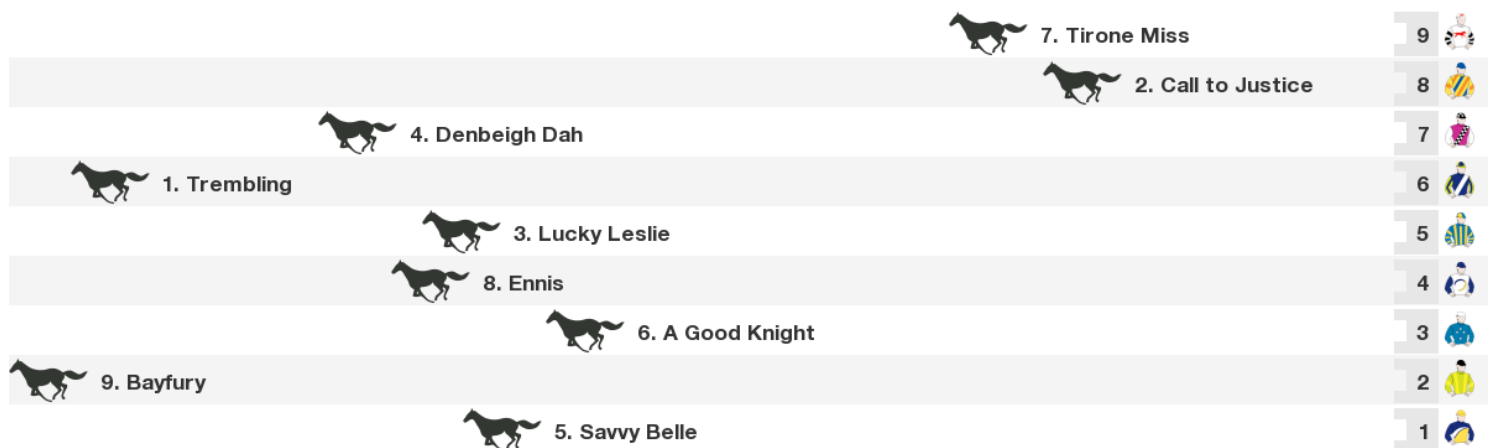 7. Tirone Miss 9
2. Call to Justice 8
4. Denbeigh Dah 7
1. Trembling 6
3. Lucky Leslie 5
8. Ennis 4
6. A Good Knight 3
9. Bayfury 2
5. Savvy Belle 1